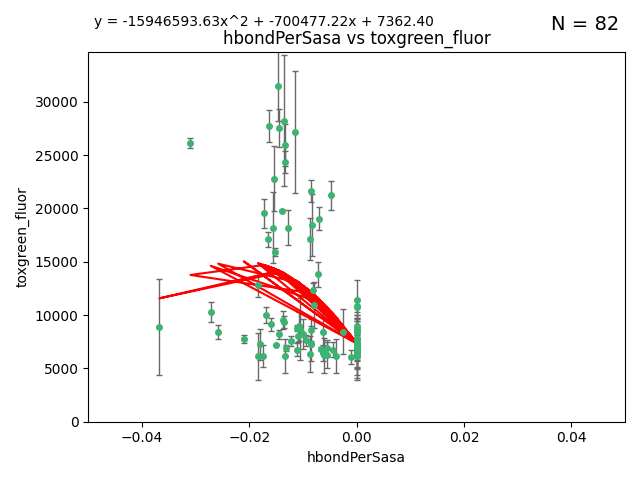 y = -15946593.63x^2 + -700477.22x + 7362.40
N = 82
hbondPerSasa vs toxgreen_fluor
toxgreen_fluor
30000
25000
20000
15000
10000
5000
0
-0.04
-0.02
0.00
0.02
0.04
hbondPerSasa